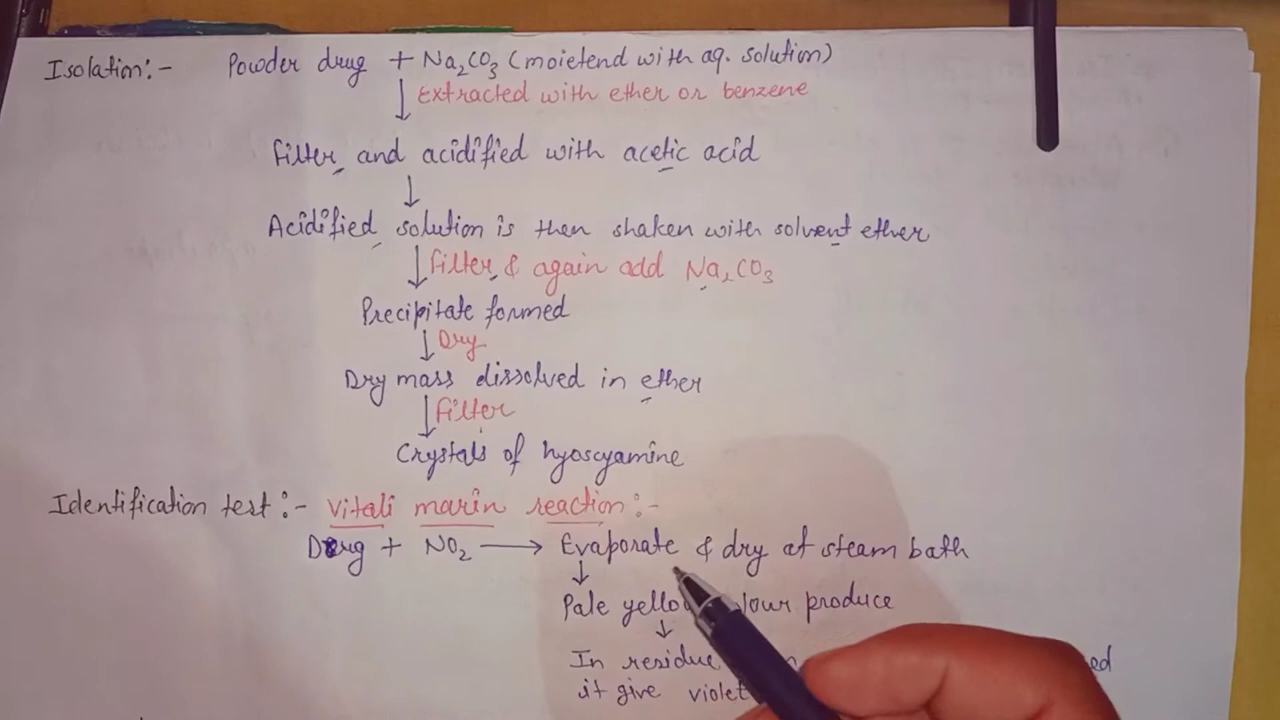 Isolation:- Powder drug + Na2CO3 (moietend with aq. solution)
↓ Extracted with ether or benzene
Filter and acidified with acetic acid
↓
Acidified solution is then shaken with solvent ether
↓ filter & again add Na2CO3
Precipitate formed
↓ Dry
Dry mass dissolved in ether
↓ filter
Crystals of hyoscyamine
Identification test:- Vitali marin reaction:-
Drug + NO2 → Evaporate & dry at steam bath
↓
Pale produce
↓
In residue
it give violet